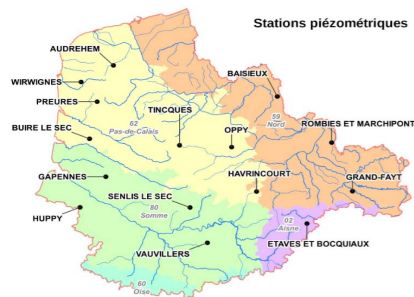 Stations piézométriques
AUDREHEM
BAISIEUX
WIRWIGNES
PREURES
TINCQUES
59
Nord
ROMBIES ET MARCHIPONT
62
Pas-de-Calais
OPPY
BUIRE LE SEC
GAPENNES
HAVRINCOURT
GRAND-FAYT
SENLIS LE SEC
80
Somme
HUPPY
02
Aisne
ETAVES ET BOCQUIAUX
VAUVILLERS
60
Oise